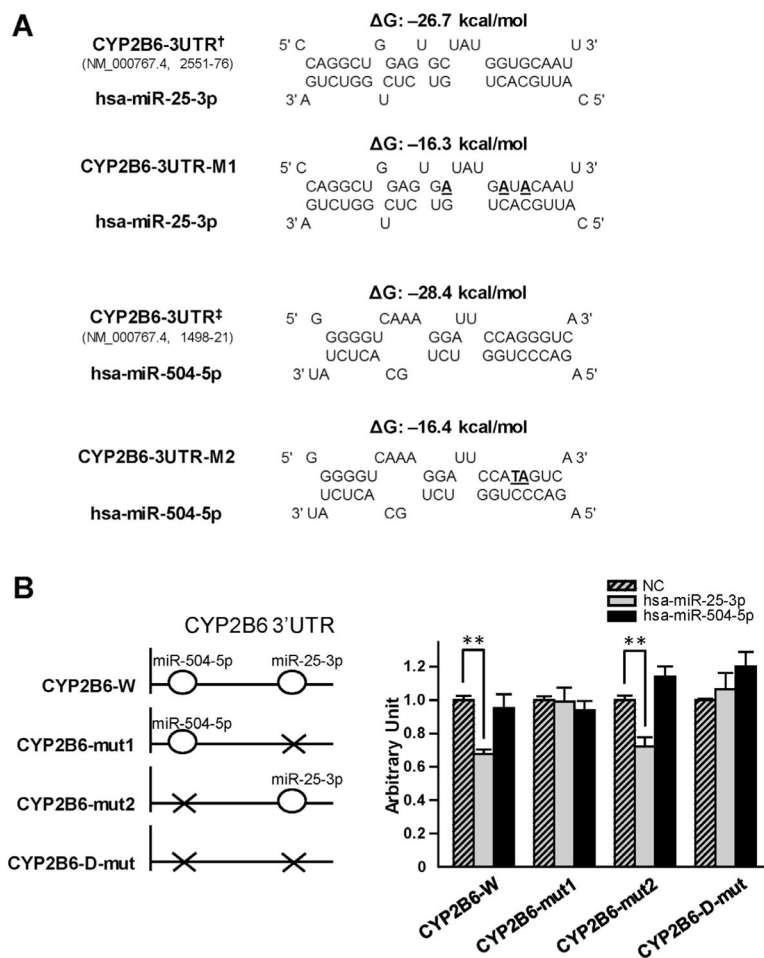 A
ΔG: –26.7 kcal/mol
CYP2B6-3UTR†
(NM_000767.4, 2551-76)
5' C G U UAU U 3'
CAGGCU GAG GC GGUGCAAU
GUCUGG CUC UG UCACGUUA
hsa-miR-25-3p
3' A U C 5'
ΔG: –16.3 kcal/mol
CYP2B6-3UTR-M1
5' C G U UAU U 3'
CAGGCU GAG GA GAUACAAU
GUCUGG CUC UG UCACGUUA
hsa-miR-25-3p
3' A U C 5'
ΔG: –28.4 kcal/mol
CYP2B6-3UTR‡
(NM_000767.4, 1498-21)
5' G CAAA UU A 3'
GGGGU GGA CCAGGGUC
UCUCA UCU GGUCCCAG
hsa-miR-504-5p
3' UA CG A 5'
ΔG: –16.4 kcal/mol
CYP2B6-3UTR-M2
5' G CAAA UU A 3'
GGGGU GGA CCATAGUC
UCUCA UCU GGUCCCAG
hsa-miR-504-5p
3' UA CG A 5'
B
CYP2B6 3'UTR
miR-504-5p miR-25-3p
CYP2B6-W
miR-504-5p
CYP2B6-mut1
miR-25-3p
CYP2B6-mut2
CYP2B6-D-mut
NC
hsa-miR-25-3p
hsa-miR-504-5p
** **
Arbitrary Unit
1.2
1.0
0.8
0.6
0.4
0.2
0
CYP2B6-W
CYP2B6-mut1
CYP2B6-mut2
CYP2B6-D-mut